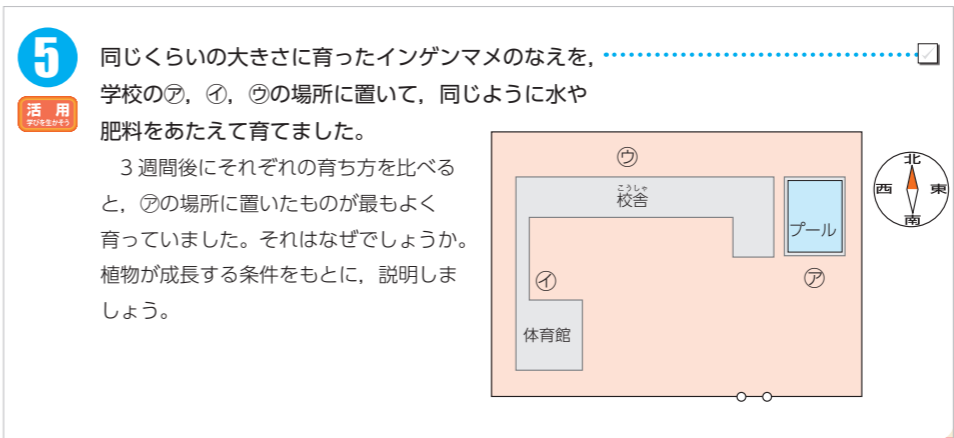 5
活用
学びを生かそう
同じくらいの大きさに育ったインゲンマメのなえを,
学校の㋐,㋑,㋒の場所に置いて,同じように水や
肥料をあたえて育てました。
3週間後にそれぞれの育ち方を比べる
と,㋐の場所に置いたものが最もよく
育っていました。それはなぜでしょうか。
植物が成長する条件をもとに,説明しま
しょう。
㋒
こうしゃ
校舎
プール
㋐
㋑
体育館
北
西 東
南